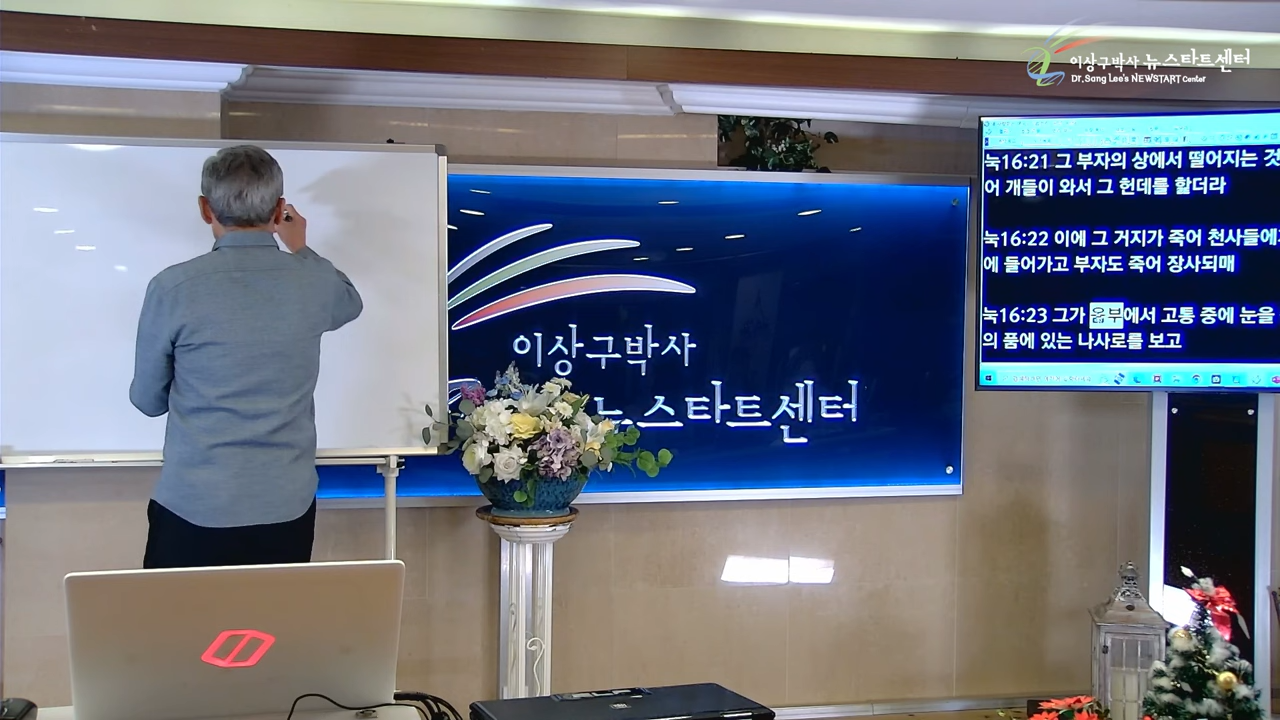 이상구박사 뉴스타트센터
Dr. Sang Lee's NEWSTART Center
눅16:21 그 부자의 상에서 떨어지는 것
어 개들이 와서 그 헌데를 핥더라
눅16:22 이에 그 거지가 죽어 천사들에
에 들어가고 부자도 죽어 장사되매
눅16:23 그가 음부에서 고통 중에 눈을
의 품에 있는 나사로를 보고
이상구박사
뉴스타트센터